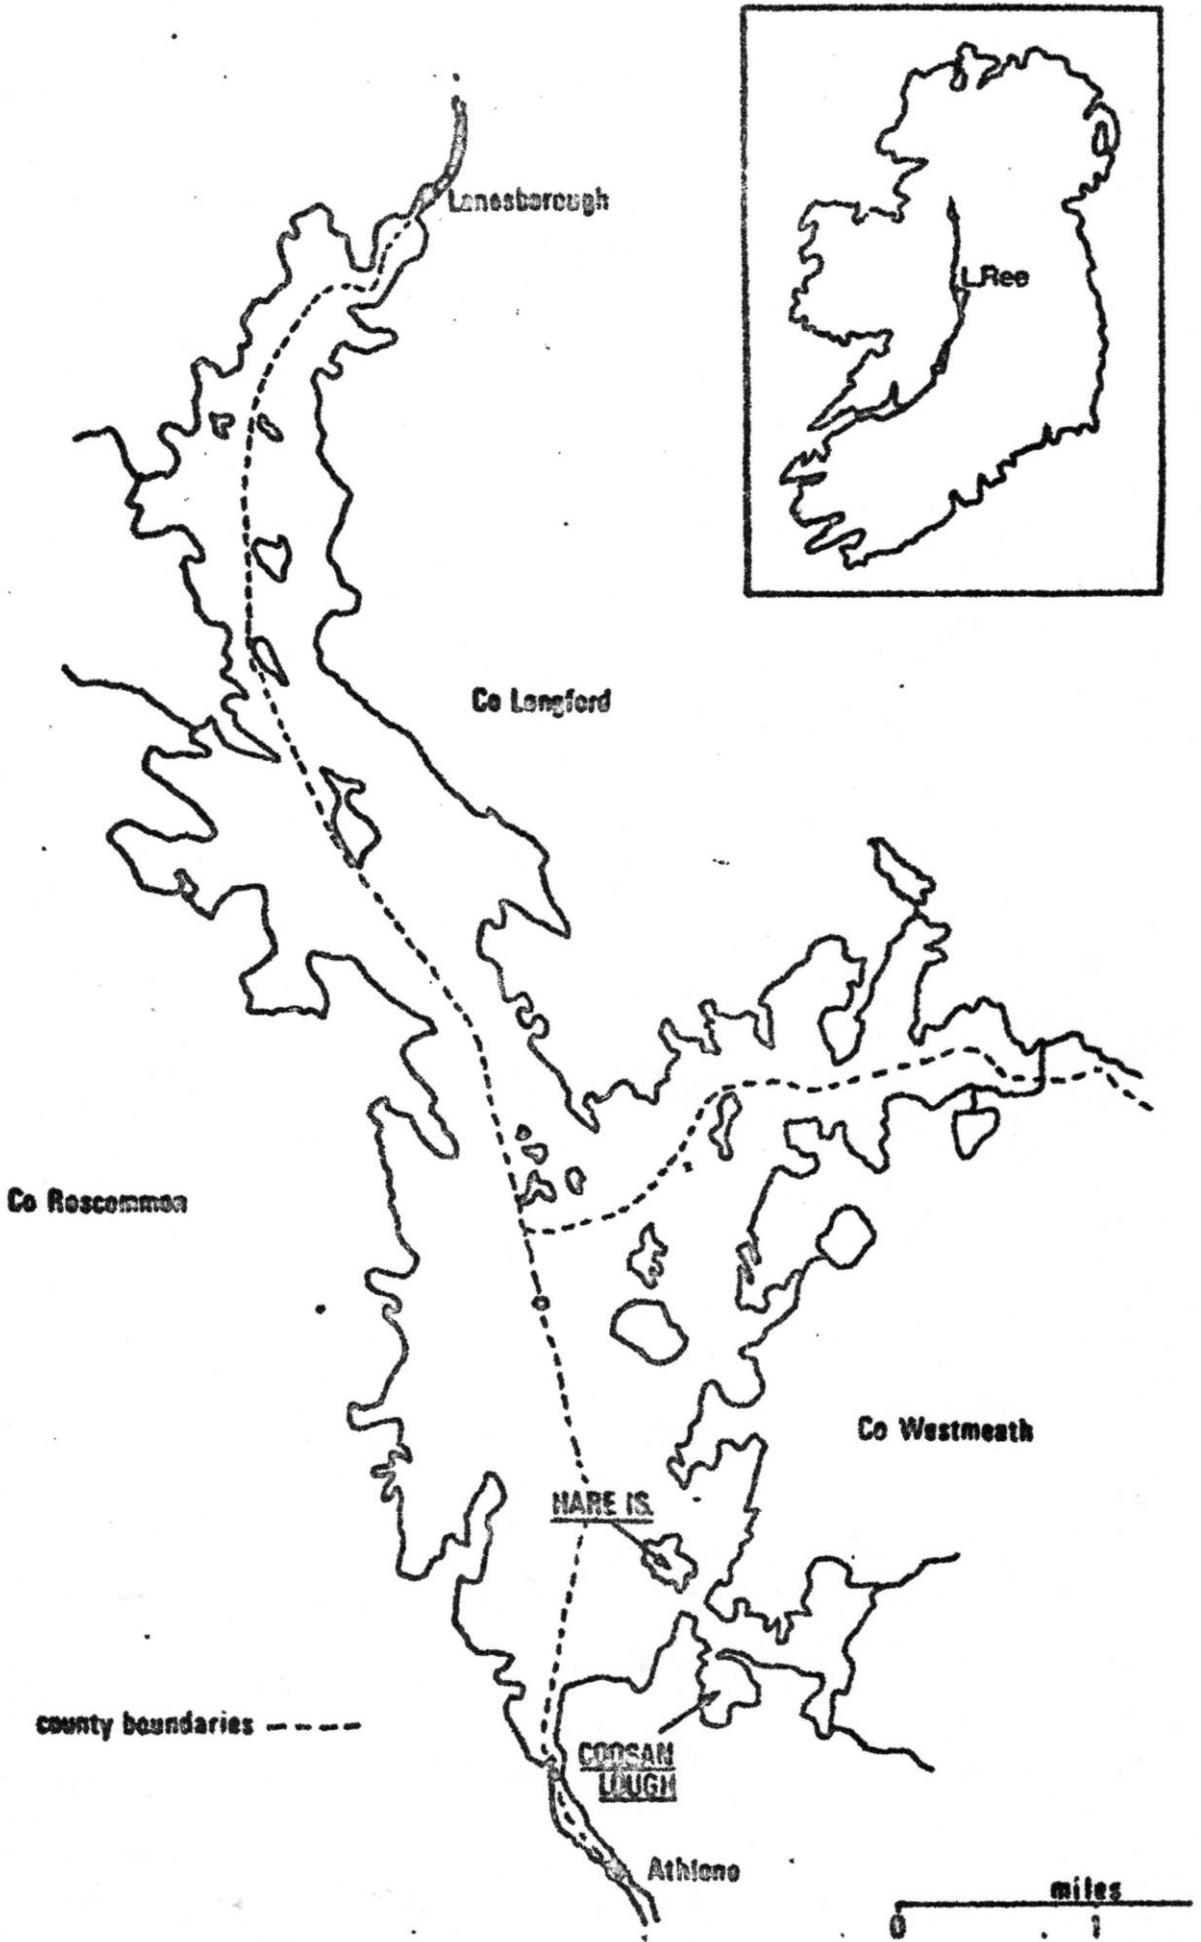 Lanesborough
L.Ree
Co Longford
Co Roscommon
Co Westmeath
HARE IS.
county boundaries
COOSAN
LOUGH
Athlone
miles
0 1